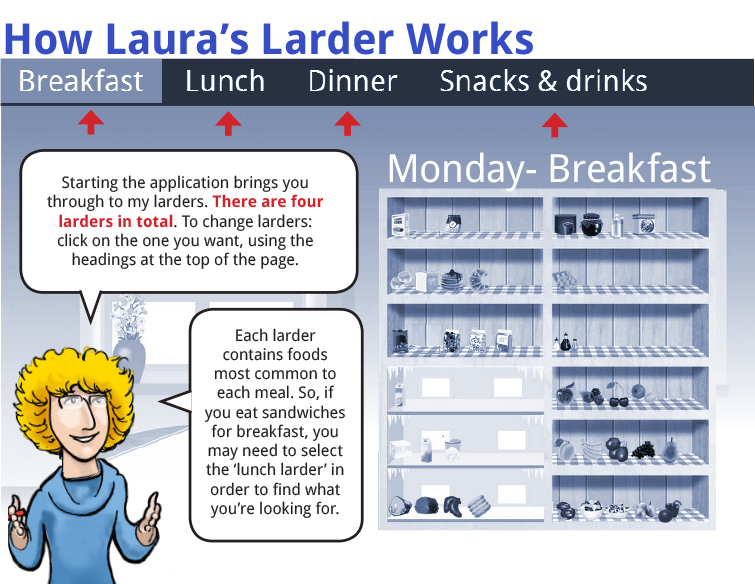 How Laura's Larder Works
Breakfast Lunch Dinner Snacks & drinks
Monday- Breakfast
Starting the application brings you
through to my larders. There are four
larders in total. To change larders:
click on the one you want, using the
headings at the top of the page.
Each larder
contains foods
most common to
each meal. So, if
you eat sandwiches
for breakfast, you
may need to select
the ‘lunch larder’ in
order to find what
you’re looking for.